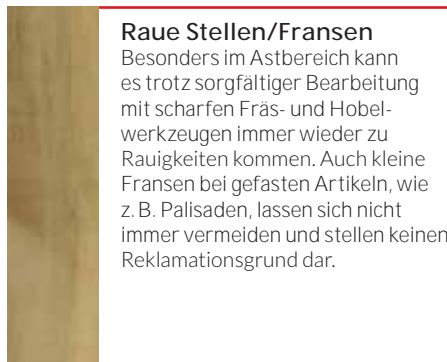 Raue Stellen/Fransen
Besonders im Astbereich kann
es trotz sorgfältiger Bearbeitung
mit scharfen Fräs- und Hobel-
werkzeugen immer wieder zu
Rauigkeiten kommen. Auch kleine
Fransen bei gefasten Artikeln, wie
z. B. Palisaden, lassen sich nicht
immer vermeiden und stellen keinen
Reklamationsgrund dar.